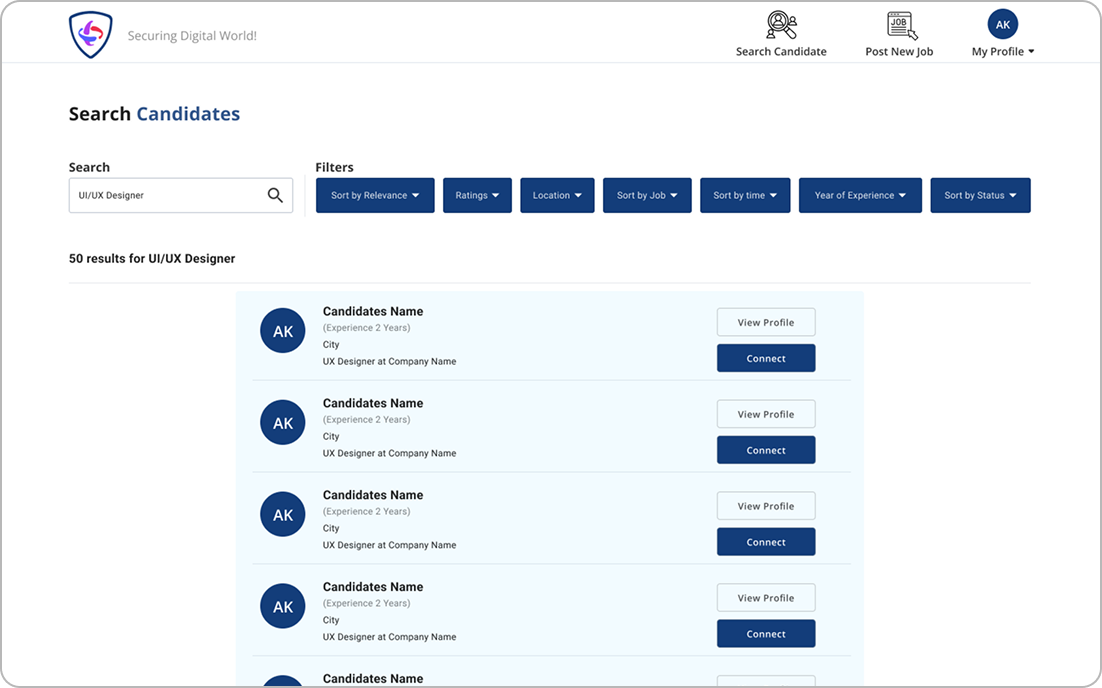 Securing Digital World!
JOB
AK
Search Candidate
Post New Job
My Profile
Search Candidates
Search
Filters
UI/UX Designer
Sort by Relevance
Ratings
Location
Sort by Job
Sort by time
Year of Experience
Sort by Status
50 results for UI/UX Designer
AK
Candidates Name
(Experience 2 Years)
City
UX Designer at Company Name
View Profile
Connect
AK
Candidates Name
(Experience 2 Years)
City
UX Designer at Company Name
View Profile
Connect
AK
Candidates Name
(Experience 2 Years)
City
UX Designer at Company Name
View Profile
Connect
AK
Candidates Name
(Experience 2 Years)
City
UX Designer at Company Name
View Profile
Connect
Candidates Name